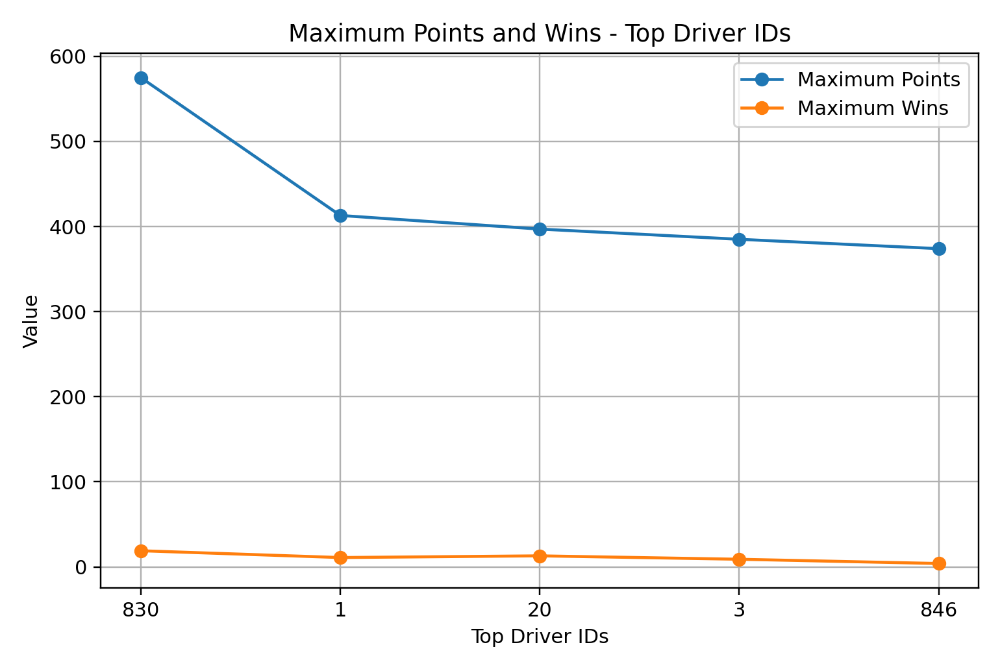 Maximum Points and Wins - Top Driver IDs
Maximum Points
Maximum Wins
600
500
400
300
200
100
0
Value
830
1
20
3
846
Top Driver IDs